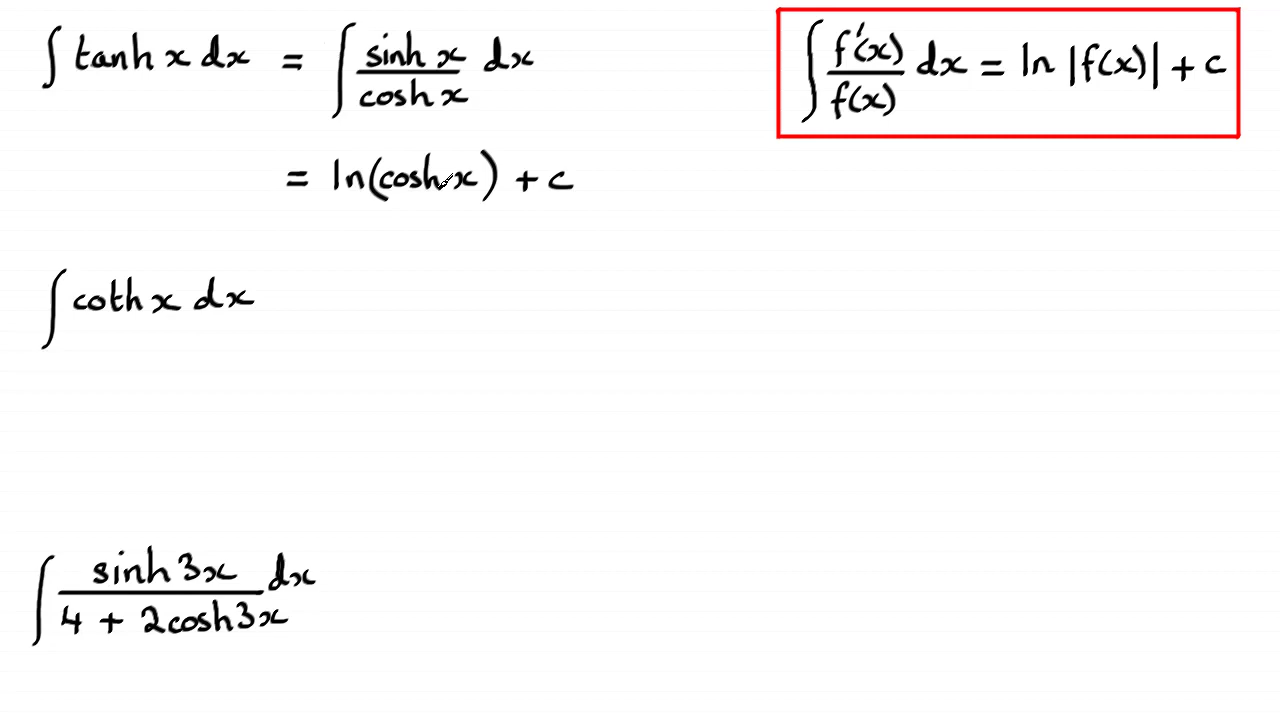 ∫ tanh x dx = ∫ sinh x / cosh x dx
∫ f'(x) / f(x) dx = ln |f(x)| + c
= ln(cosh x) + c
∫ coth x dx
∫ sinh 3x / 4 + 2cosh 3x dx